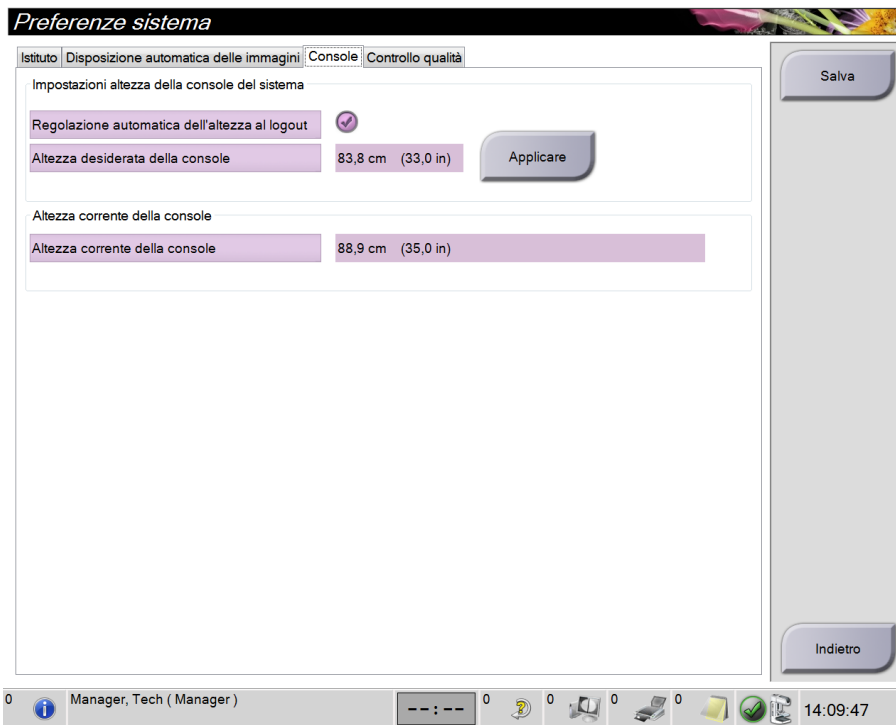 Preferenze sistema
Istituto Disposizione automatica delle immagini Console Controllo qualità
Salva
Impostazioni altezza della console del sistema
Regolazione automatica dell'altezza al logout
Altezza desiderata della console 83,8 cm (33,0 in) Applicare
Altezza corrente della console
Altezza corrente della console 88,9 cm (35,0 in)
Indietro
0 Manager, Tech ( Manager ) --:-- 0 0 0 0 14:09:47